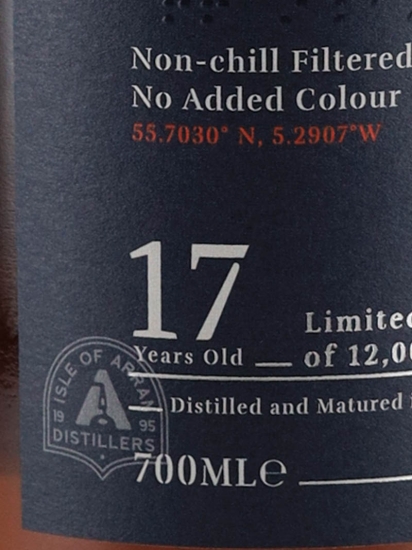 Non-chill Filtered
No Added Colour
55.7030° N, 5.2907°W
17
Years Old
Limited
of 12,00
Distilled and Matured i
ISLE OF ARRAN
A
19 95
DISTILLERS
700ML℮